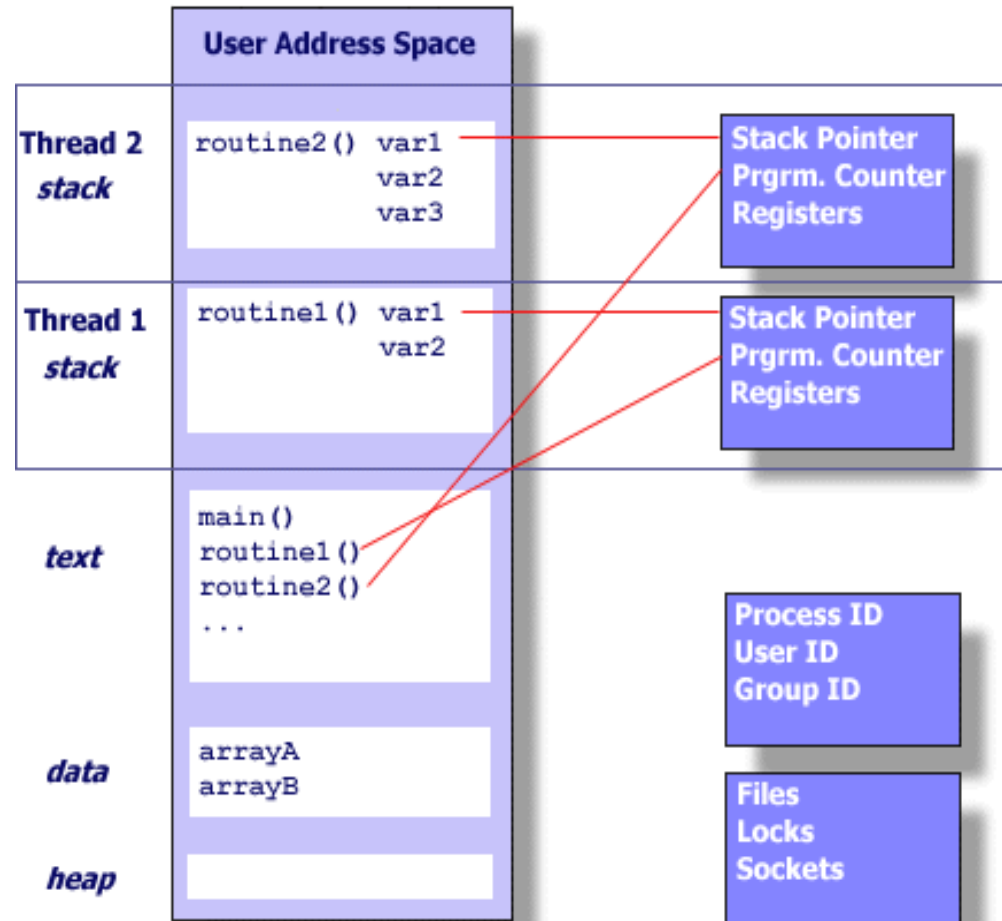 User Address Space
Thread 2
stack
routine2() var1
var2
var3
Stack Pointer
Prgrm. Counter
Registers
Thread 1
stack
routine1() var1
var2
Stack Pointer
Prgrm. Counter
Registers
text
main()
routine1()
routine2()
...
Process ID
User ID
Group ID
data
arrayA
arrayB
Files
Locks
Sockets
heap